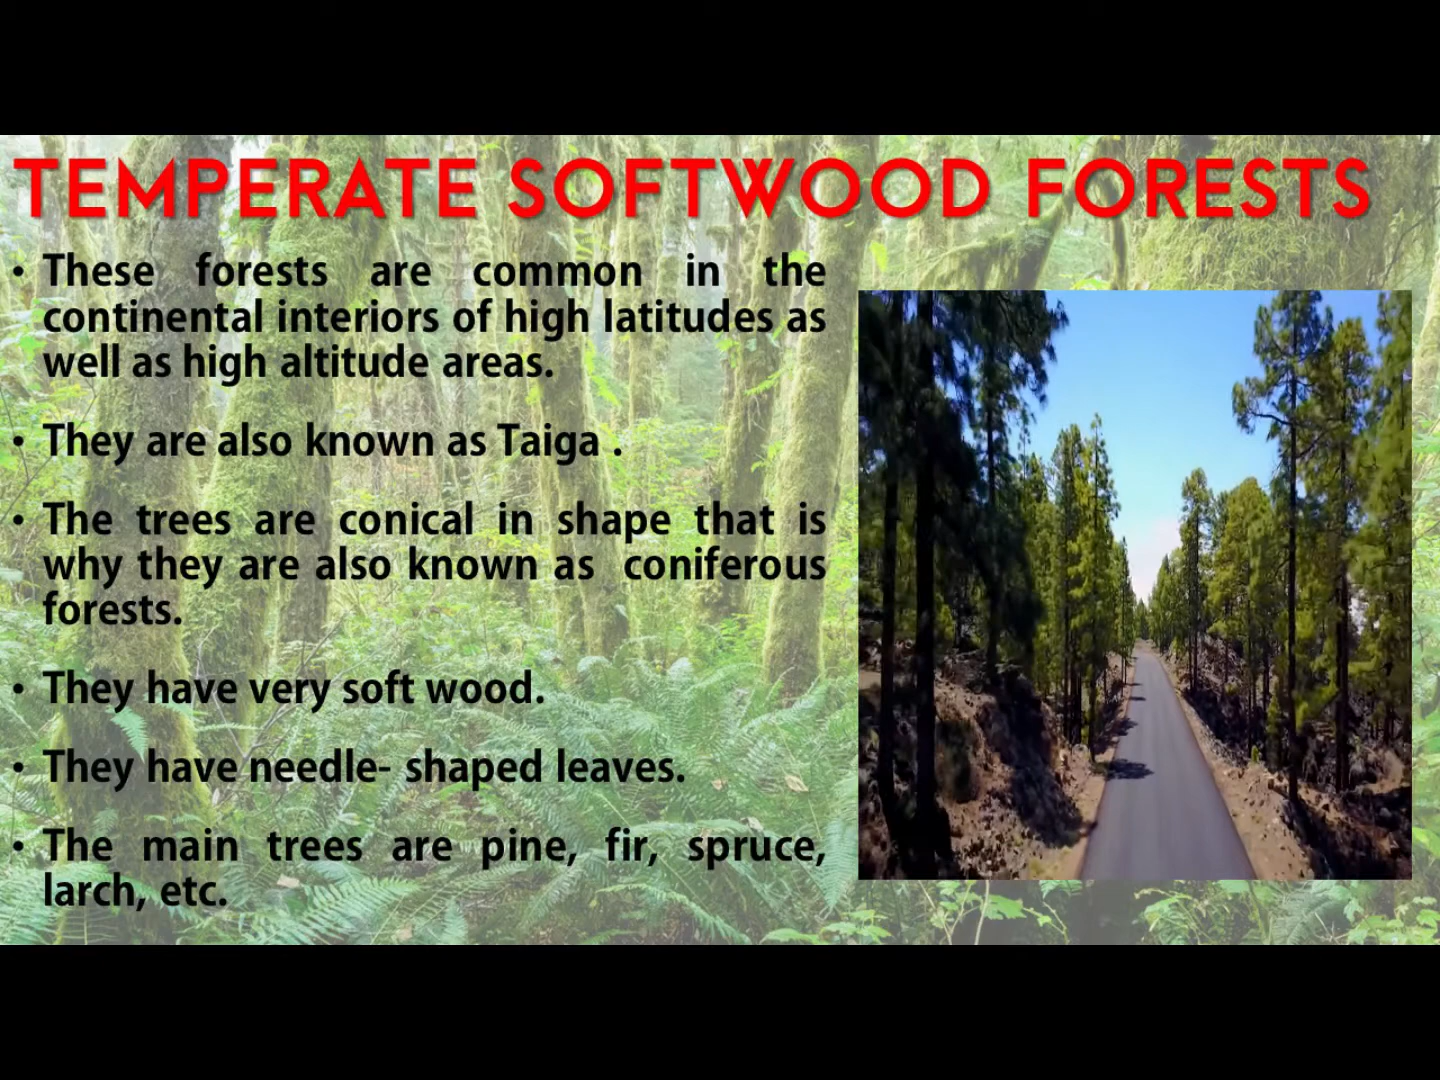 TEMPERATE SOFTWOOD FORESTS
• These forests are common in the
continental interiors of high latitudes as
well as high altitude areas.
• They are also known as Taiga .
• The trees are conical in shape that is
why they are also known as coniferous
forests.
• They have very soft wood.
• They have needle- shaped leaves.
• The main trees are pine, fir, spruce,
larch, etc.